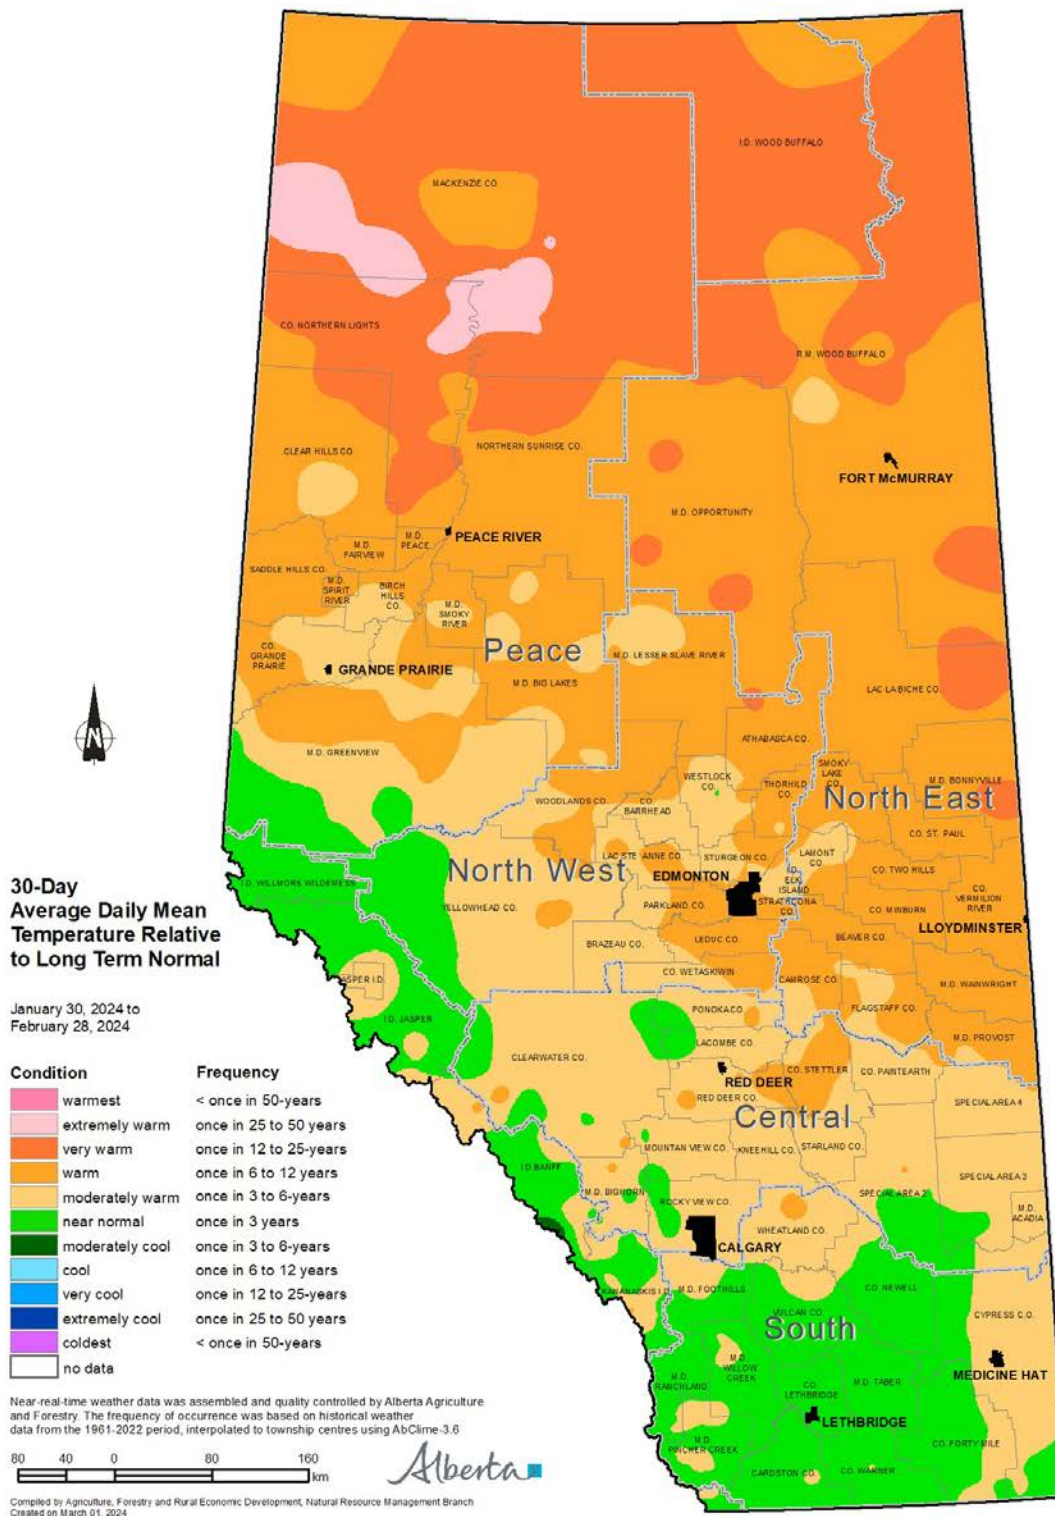 I.D. WOOD BUFFALO
MACKENZIE CO.
CO. NORTHERN LIGHTS
R.M. WOOD BUFFALO
CLEAR HILLS CO
NORTHERN SUNRISE CO.
FORT McMURRAY
M.D. OPPORTUNITY
PEACE RIVER
M.D.
PEACE
M.D.
FAIRVIEW
SADDLE HILLS CO.
M.D.
SPIRIT
RIVER
BIRCH
HILLS
CO.
M.D.
SMOKY
RIVER
CO.
GRANDE
PRAIRIE
GRANDE PRAIRIE
Peace
M.D. LESSER SLAVE RIVER
M.D. BIG LAKES
LAC LA BICHE CO.
N
M.D. GREENVIEW
ATHABASCA CO.
WESTLOCK
CO.
THORHILD
CO.
SMOKY
LAKE
CO.
M.D. BONNYVILLE
North East
WOODLANDS CO.
CO.
BARRHEAD
CO. ST. PAUL
LAC STE ANNE CO.
STURGEON CO.
LAMONT
CO.
North West
EDMONTON
I.D.
ELK
ISLAND
CO. TWO HILLS
I.D. WILLMORE WILDERNESS
YELLOWHEAD CO.
PARKLAND CO.
STRATHCONA
CO.
CO. MINBURN
CO.
VERMILION
RIVER
LLOYDMINSTER
BRAZEAU CO.
LEDUC CO.
BEAVER CO.
CO. WETASKIWIN
CAMROSE CO.
JASPER I.D.
M.D. WAINWRIGHT
I.D. JASPER
PONOKA CO
FLAGSTAFF CO.
LACOMBE CO.
M.D. PROVOST
CLEARWATER CO.
RED DEER
CO. STETTLER
CO. PAINTEARTH
RED DEER CO.
SPECIAL AREA 4
Central
MOUNTAIN VIEW CO.
KNEEHILL CO.
STARLAND CO.
I.D. BANFF
M.D. BIGHORN
SPECIAL AREA 3
ROCKY VIEW CO.
SPECIAL AREA 2
M.D.
ACADIA
WHEATLAND CO.
CALGARY
KANANASKIS I.D.
M.D. FOOTHILLS
CO. NEWELL
VULCAN CO.
CYPRESS C.O.
South
M.D.
WILLOW
CREEK
M.D.
RANCHLAND
CO.
LETHBRIDGE
M.D. TABER
MEDICINE HAT
LETHBRIDGE
M.D.
PINCHER CREEK
CO. FORTY MILE
CARDSTON CO.
CO. WARNER
30-Day
Average Daily Mean
Temperature Relative
to Long Term Normal
January 30, 2024 to
February 28, 2024
Condition Frequency
warmest < once in 50-years
extremely warm once in 25 to 50 years
very warm once in 12 to 25-years
warm once in 6 to 12 years
moderately warm once in 3 to 6-years
near normal once in 3 years
moderately cool once in 3 to 6-years
cool once in 6 to 12 years
very cool once in 12 to 25-years
extremely cool once in 25 to 50 years
coldest < once in 50-years
no data
Near-real-time weather data was assembled and quality controlled by Alberta Agriculture
and Forestry. The frequency of occurrence was based on historical weather
data from the 1961-2022 period, interpolated to township centres using AbClime-3.6
80 40 0 80 160
km
Alberta
Compiled by Agriculture, Forestry and Rural Economic Development, Natural Resource Management Branch
Created on March 01, 2024